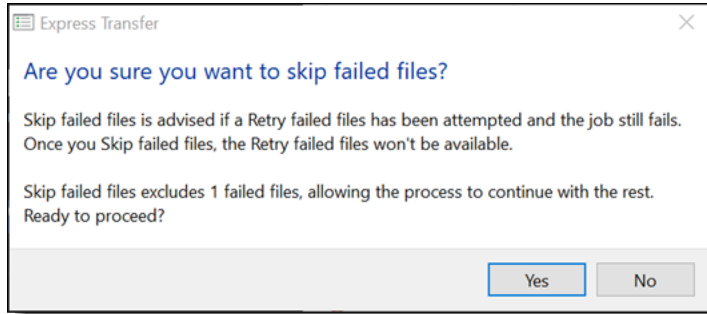 Express Transfer
Are you sure you want to skip failed files?
Skip failed files is advised if a Retry failed files has been attempted and the job still fails.
Once you Skip failed files, the Retry failed files won't be available.
Skip failed files excludes 1 failed files, allowing the process to continue with the rest.
Ready to proceed?
Yes No